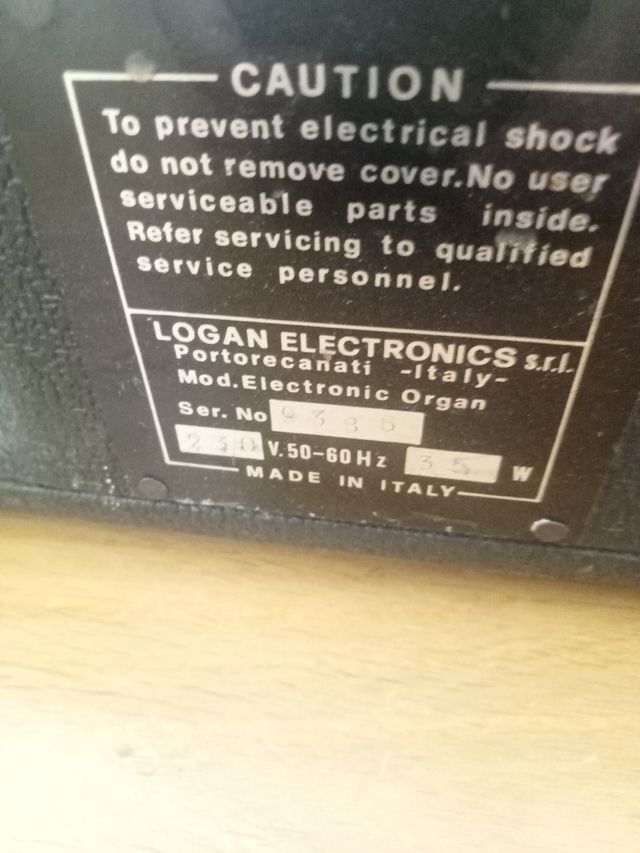 CAUTION
To prevent electrical shock
do not remove cover.No user
serviceable parts inside.
Refer servicing to qualified
service personnel.
LOGAN ELECTRONICS s.r.l.
Portorecanati -Italy-
Mod.Electronic Organ
Ser. No
230 V.50-60Hz 35 W
MADE IN ITALY